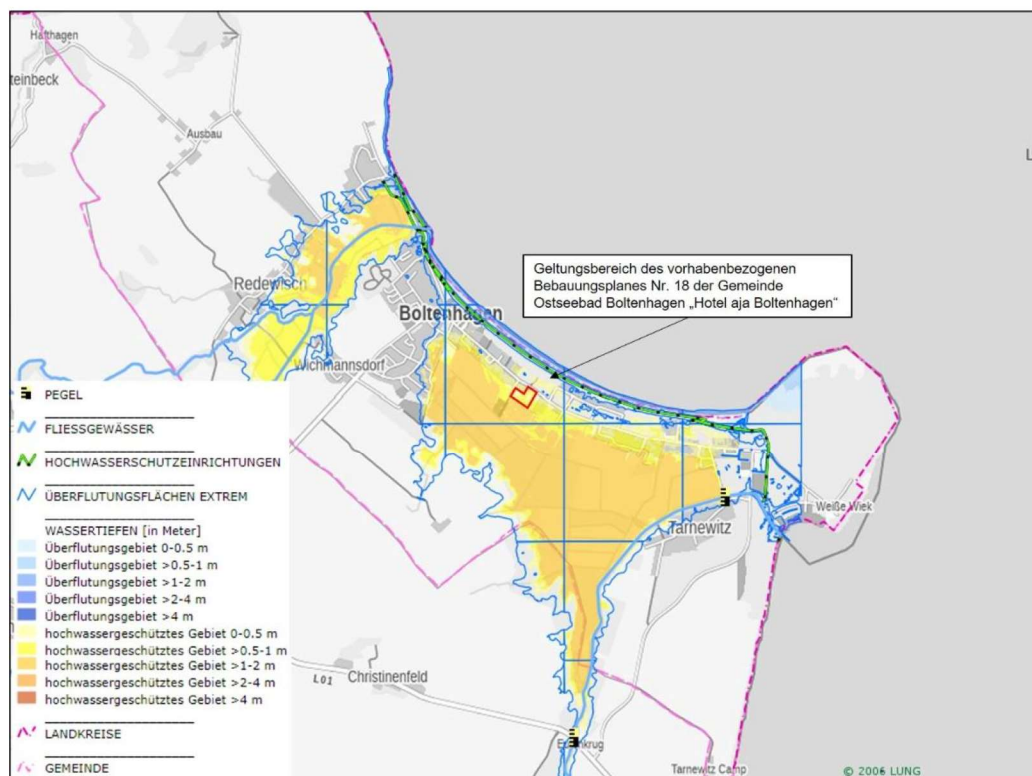 Hafthagen
teinbeck
Ausbau
L
Geltungsbereich des vorhabenbezogenen
Bebauungsplanes Nr. 18 der Gemeinde
Ostseebad Boltenhagen „Hotel aja Boltenhagen“
Redewisch
Boltenhagen
Wichmannsdorf
Weiße Wiek
Tarnewitz
Christinenfeld
L01
Tarnewitz Camp
PEGEL
FLIESSGEWÄSSER
HOCHWASSERSCHUTZEINRICHTUNGEN
ÜBERFLUTUNGSFLÄCHEN EXTREM
WASSERTIEFEN [in Meter]
Überflutungsgebiet 0-0.5 m
Überflutungsgebiet >0.5-1 m
Überflutungsgebiet >1-2 m
Überflutungsgebiet >2-4 m
Überflutungsgebiet >4 m
hochwassergeschütztes Gebiet 0-0.5 m
hochwassergeschütztes Gebiet >0.5-1 m
hochwassergeschütztes Gebiet >1-2 m
hochwassergeschütztes Gebiet >2-4 m
hochwassergeschütztes Gebiet >4 m
LANDKREISE
GEMEINDE
© 2006 LUNG